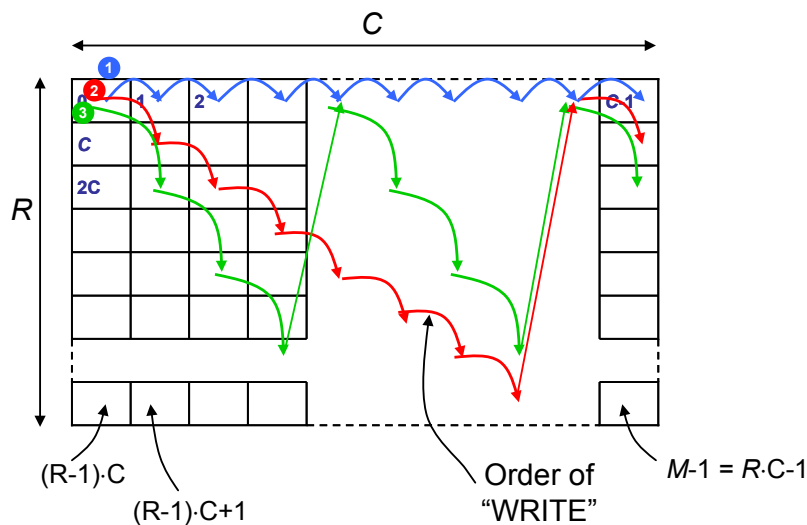 C
1
2
0
1
2
C-1
3
C
2C
R
(R-1)·C
(R-1)·C+1
Order of
“WRITE”
M-1 = R·C-1